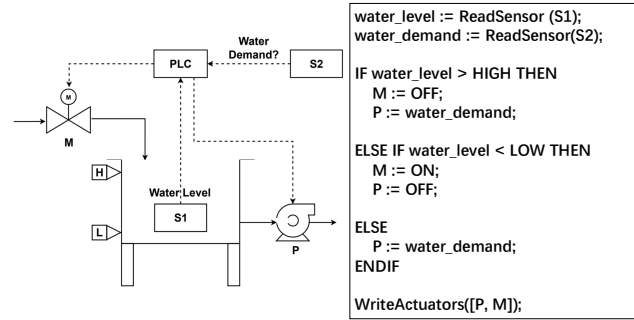 Water
Demand?
PLC
S2
M
M
H
Water Level
S1
L
P
water_level := ReadSensor (S1);
water_demand := ReadSensor(S2);
IF water_level > HIGH THEN
M := OFF;
P := water_demand;
ELSE IF water_level < LOW THEN
M := ON;
P := OFF;
ELSE
P := water_demand;
ENDIF
WriteActuators([P, M]);